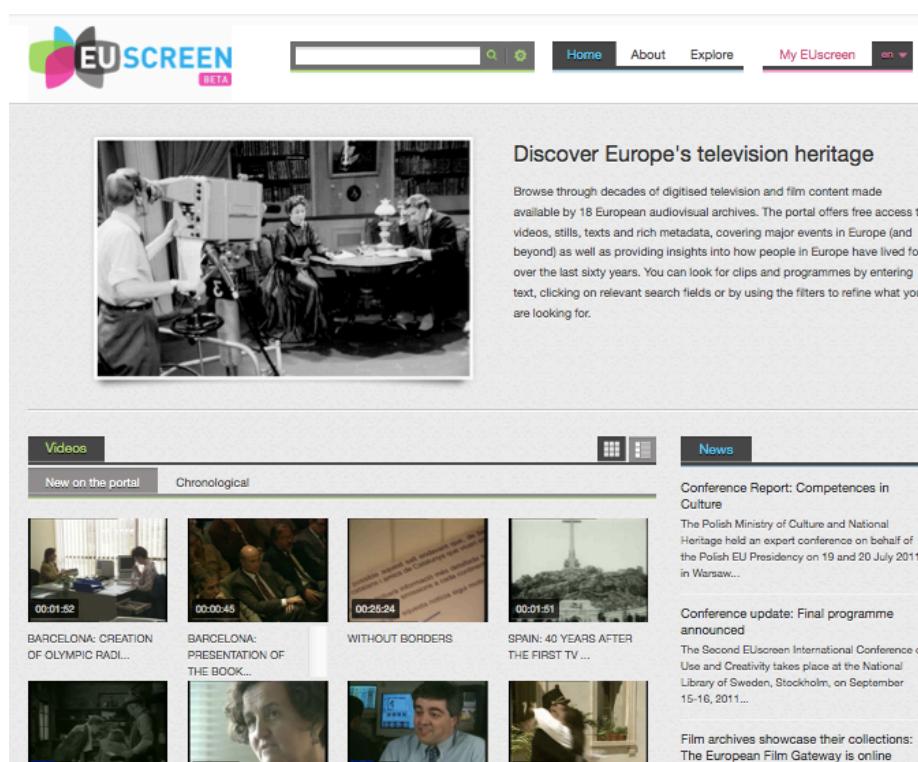 EUSCREEN
BETA
Home About Explore My EUscreen en
Discover Europe's television heritage
Browse through decades of digitised television and film content made
available by 18 European audiovisual archives. The portal offers free access t
videos, stills, texts and rich metadata, covering major events in Europe (and
beyond) as well as providing insights into how people in Europe have lived fo
over the last sixty years. You can look for clips and programmes by entering
text, clicking on relevant search fields or by using the filters to refine what you
are looking for.
Videos
New on the portal Chronological
00:01:52
BARCELONA: CREATION
OF OLYMPIC RADI...
00:00:45
BARCELONA:
PRESENTATION OF
THE BOOK...
00:25:24
WITHOUT BORDERS
00:01:51
SPAIN: 40 YEARS AFTER
THE FIRST TV ...
News
Conference Report: Competences in
Culture
The Polish Ministry of Culture and National
Heritage held an expert conference on behalf of
the Polish EU Presidency on 19 and 20 July 2011
in Warsaw...
Conference update: Final programme
announced
The Second EUscreen International Conference o
Use and Creativity takes place at the National
Library of Sweden, Stockholm, on September
15-16, 2011...
Film archives showcase their collections:
The European Film Gateway is online